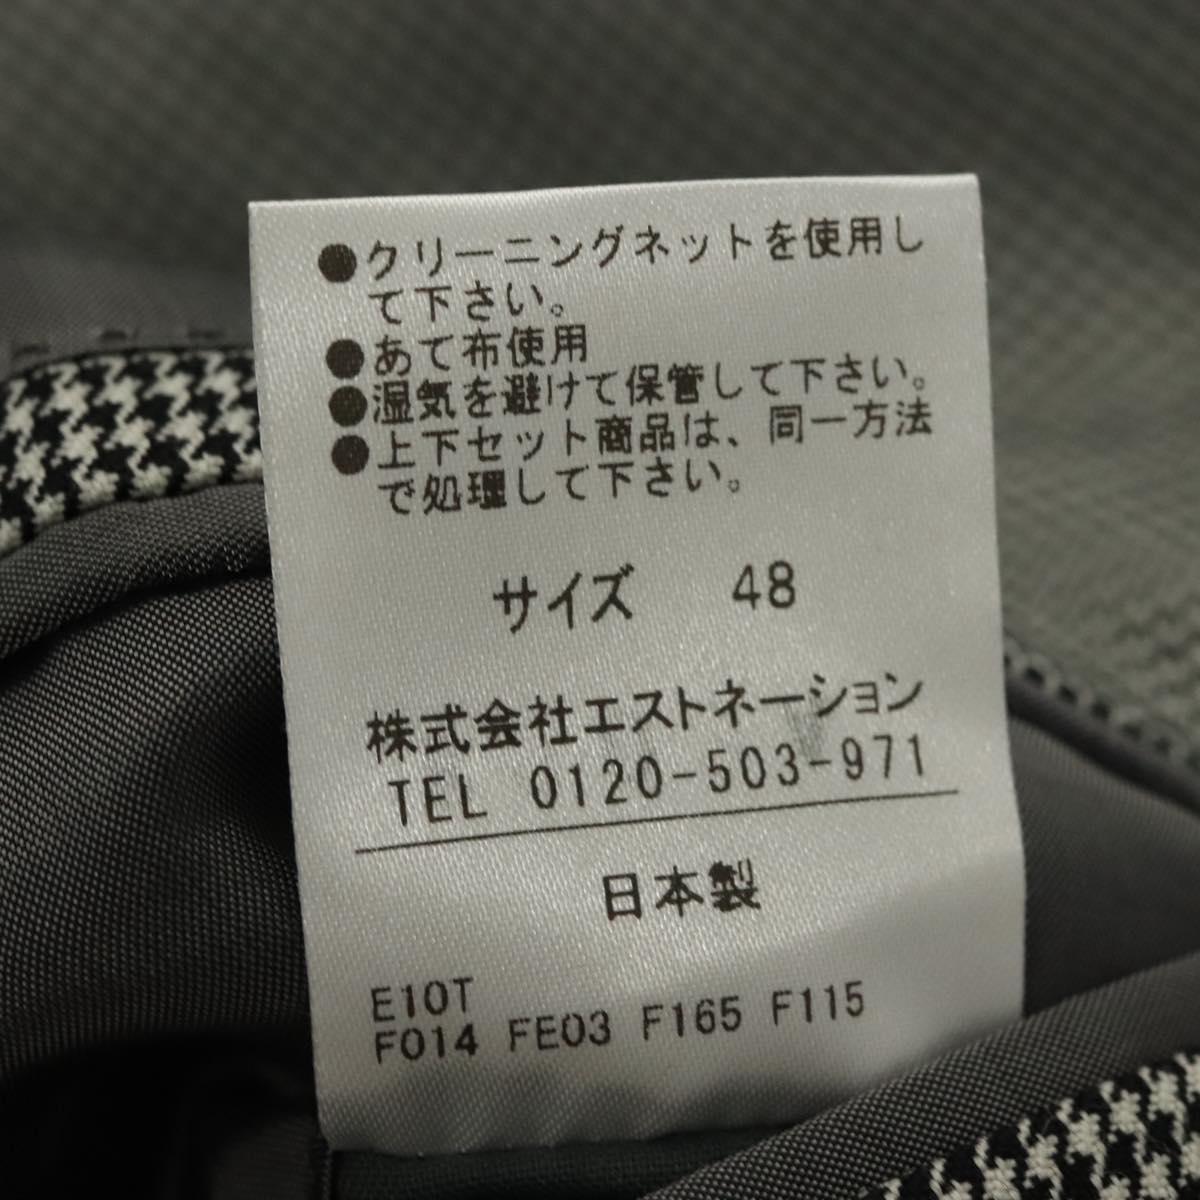 ●クリーニングネットを使用し
て下さい。
●あて布使用
●湿気を避けて保管して下さい。
●上下セット商品は、同一方法
で処理して下さい。
サイズ 48
株式会社エストネーション
TEL 0120-503-971
日本製
E10T
F014 FE03 F165 F115